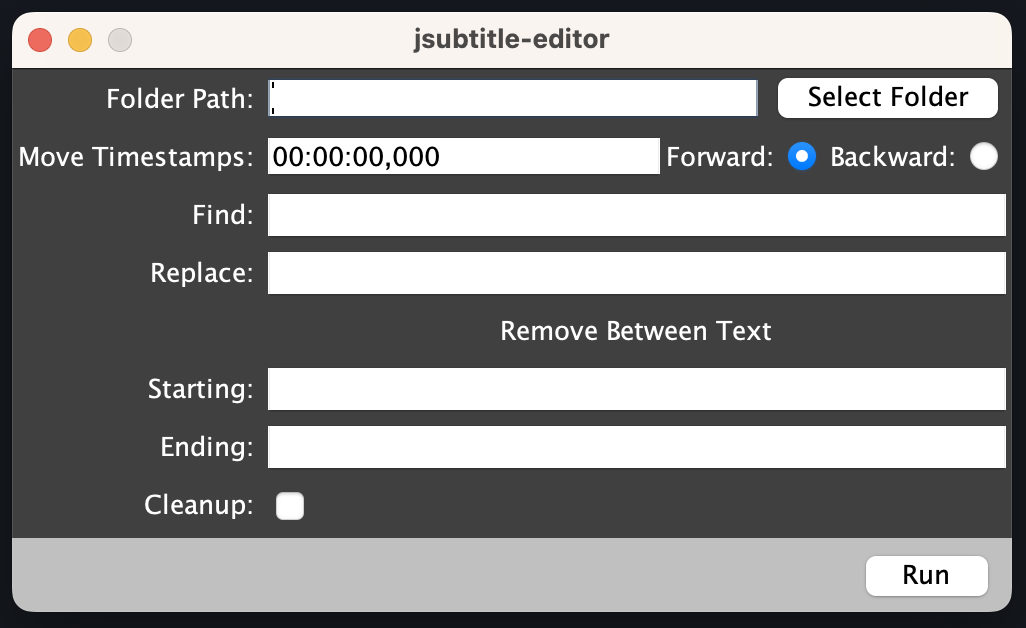 jsubtitle-editor
Folder Path: Select Folder
Move Timestamps: 00:00:00,000 Forward: Backward:
Find:
Replace:
Remove Between Text
Starting:
Ending:
Cleanup:
Run